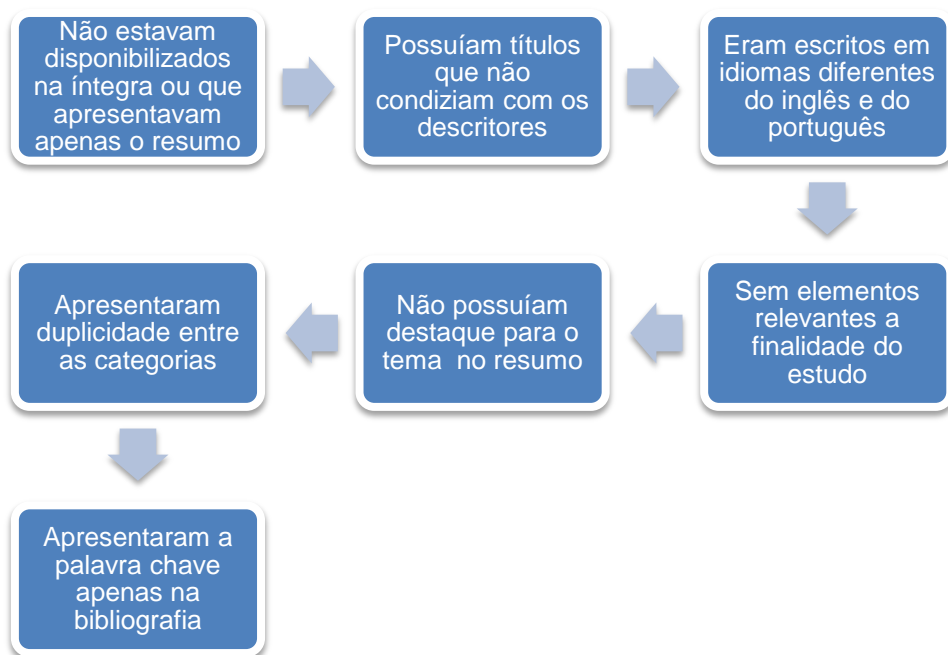 Não estavam
disponibilizados
na íntegra ou que
apresentavam
apenas o resumo
Possuíam títulos
que não
condiziam com os
descritores
Eram escritos em
idiomas diferentes
do inglês e do
português
Sem elementos
relevantes a
finalidade do
estudo
Não possuíam
destaque para o
tema no resumo
Apresentaram
duplicidade entre
as categorias
Apresentaram a
palavra chave
apenas na
bibliografia